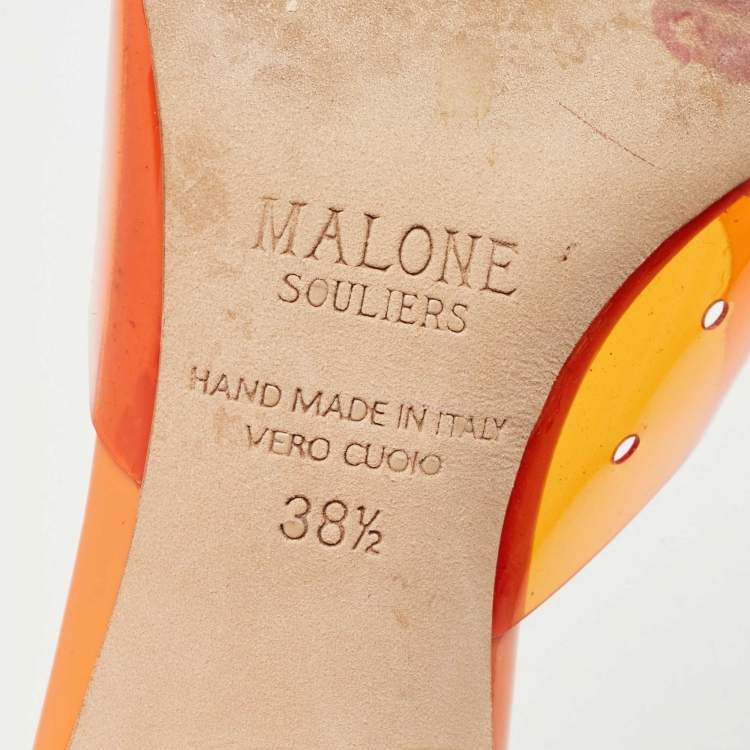 MALONE
SOULIERS
HAND MADE IN ITALY
VERO CUOIO
38½